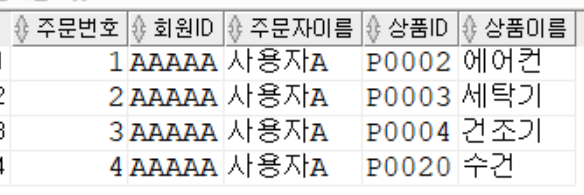 주문번호 회원ID 주문자이름 상품ID 상품이름
1 AAAAA 사용자A P0002 에어컨
2 2 AAAAA 사용자A P0003 세탁기
3 3 AAAAA 사용자A P0004 건조기
4 4 AAAAA 사용자A P0020 수건